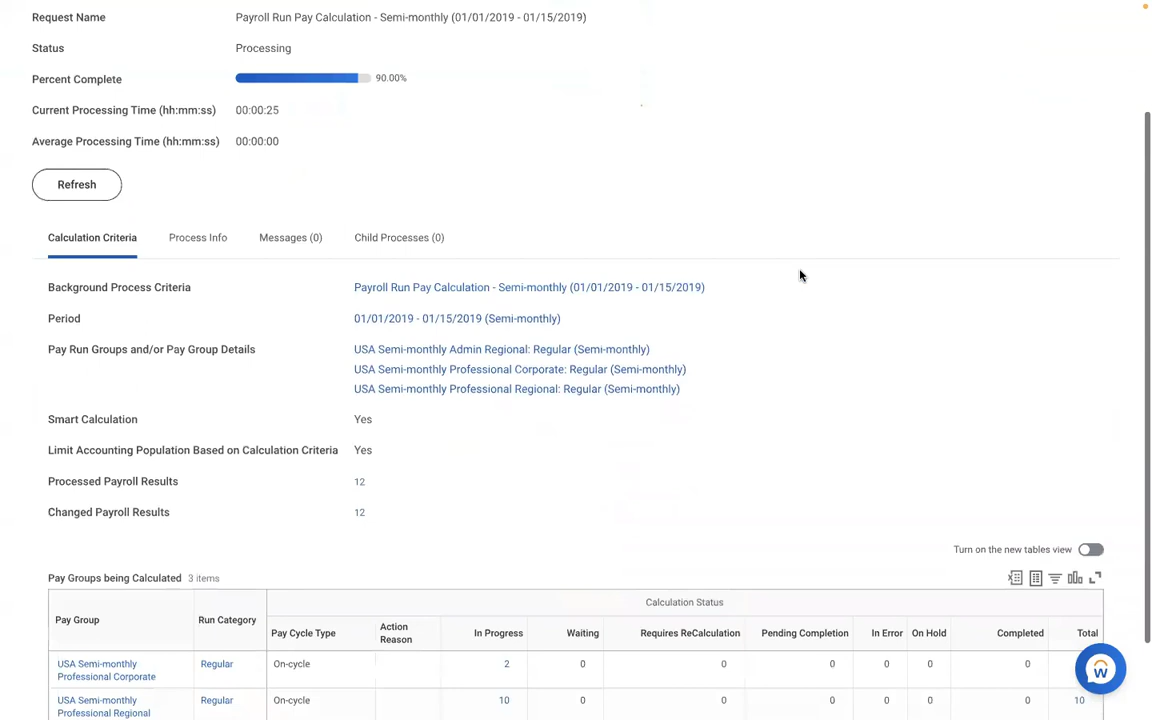 Request Name Payroll Run Pay Calculation - Semi-monthly (01/01/2019 - 01/15/2019)
Status Processing
Percent Complete 90.00%
Current Processing Time (hh:mm:ss) 00:00:25
Average Processing Time (hh:mm:ss) 00:00:00
Refresh
Calculation Criteria Process Info Messages (0) Child Processes (0)
Background Process Criteria Payroll Run Pay Calculation - Semi-monthly (01/01/2019 - 01/15/2019)
Period 01/01/2019 - 01/15/2019 (Semi-monthly)
Pay Run Groups and/or Pay Group Details USA Semi-monthly Admin Regional: Regular (Semi-monthly)
USA Semi-monthly Professional Corporate: Regular (Semi-monthly)
USA Semi-monthly Professional Regional: Regular (Semi-monthly)
Smart Calculation Yes
Limit Accounting Population Based on Calculation Criteria Yes
Processed Payroll Results 12
Changed Payroll Results 12
Turn on the new tables view
Pay Groups being Calculated 3 items
Calculation Status
Pay Group Run Category Pay Cycle Type Action Reason In Progress Waiting Requires ReCalculation Pending Completion In Error On Hold Completed Total
USA Semi-monthly Regular On-cycle 2 0 0 0 0 0 0
Professional Corporate
USA Semi-monthly Regular On-cycle 10 0 0 0 0 0 0 10
Professional Regional
W